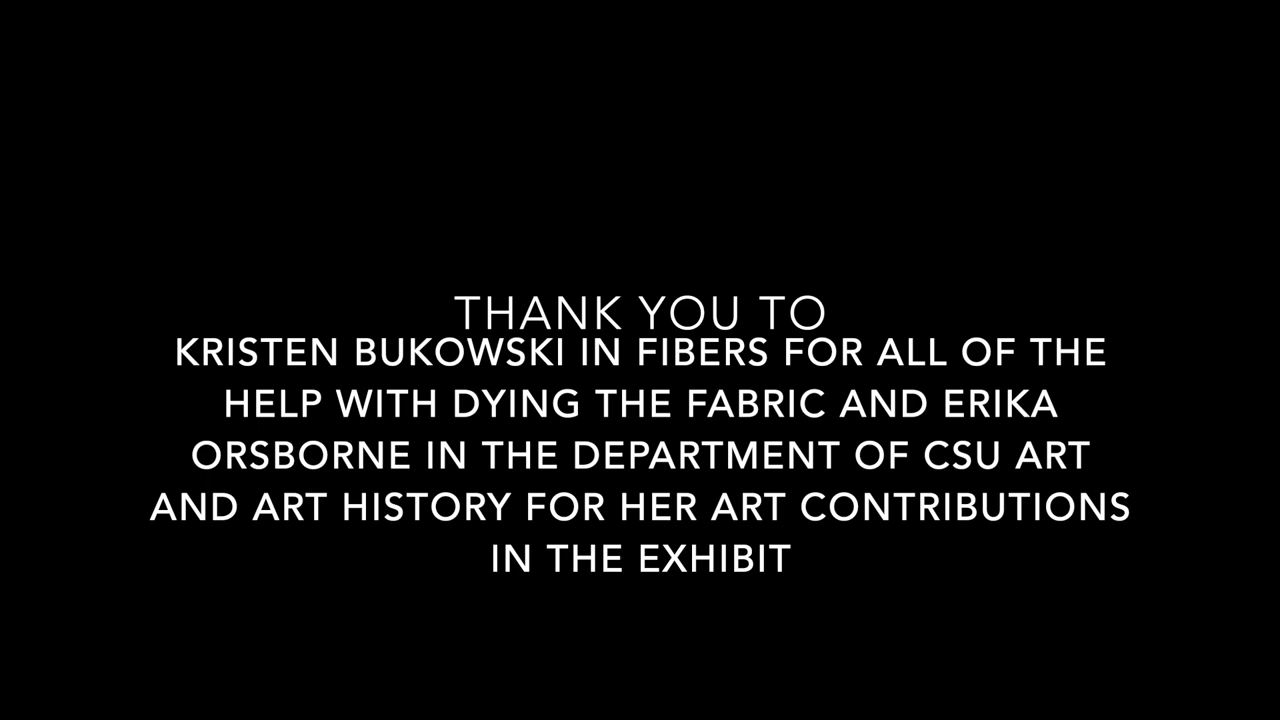 THANK YOU TO
KRISTEN BUKOWSKI IN FIBERS FOR ALL OF THE
HELP WITH DYING THE FABRIC AND ERIKA
ORSBORNE IN THE DEPARTMENT OF CSU ART
AND ART HISTORY FOR HER ART CONTRIBUTIONS
IN THE EXHIBIT